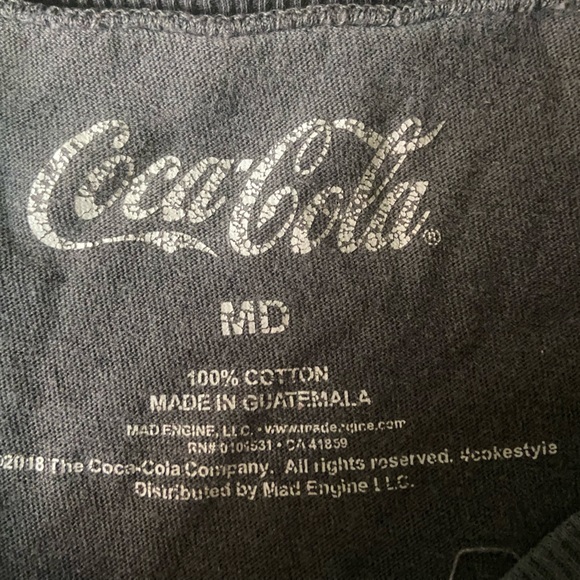 Coca-Cola®
MD
100% COTTON
MADE IN GUATEMALA
MAD ENGINE, LLC. • www.madengine.com
RN# 0109531 • CA 41859
©2018 The Coca-Cola Company. All rights reserved. #cokestyle
Distributed by Mad Engine LLC.